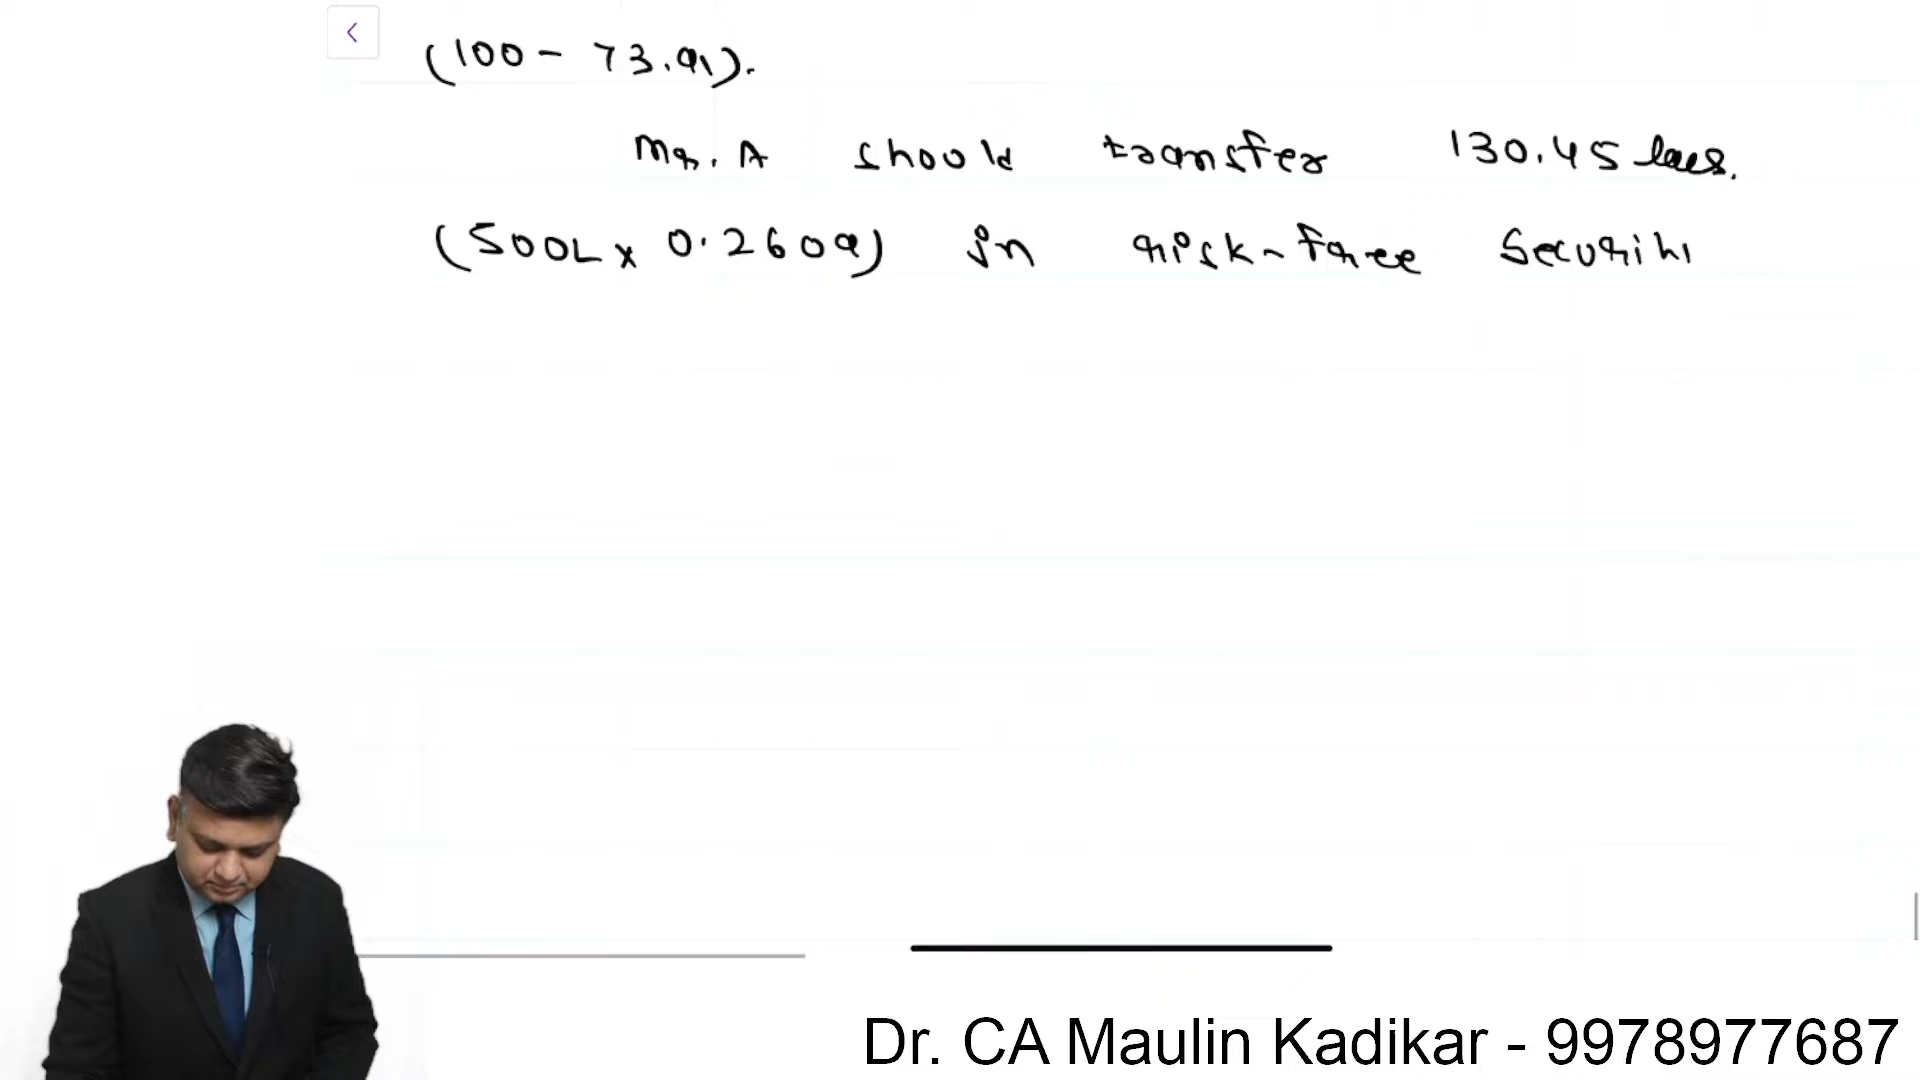 (100 - 73.91).
Mr. A should transfer 130.45 lacs.
(500L x 0.2609) in risk-free
Dr. CA Maulin Kadikar - 9978977687